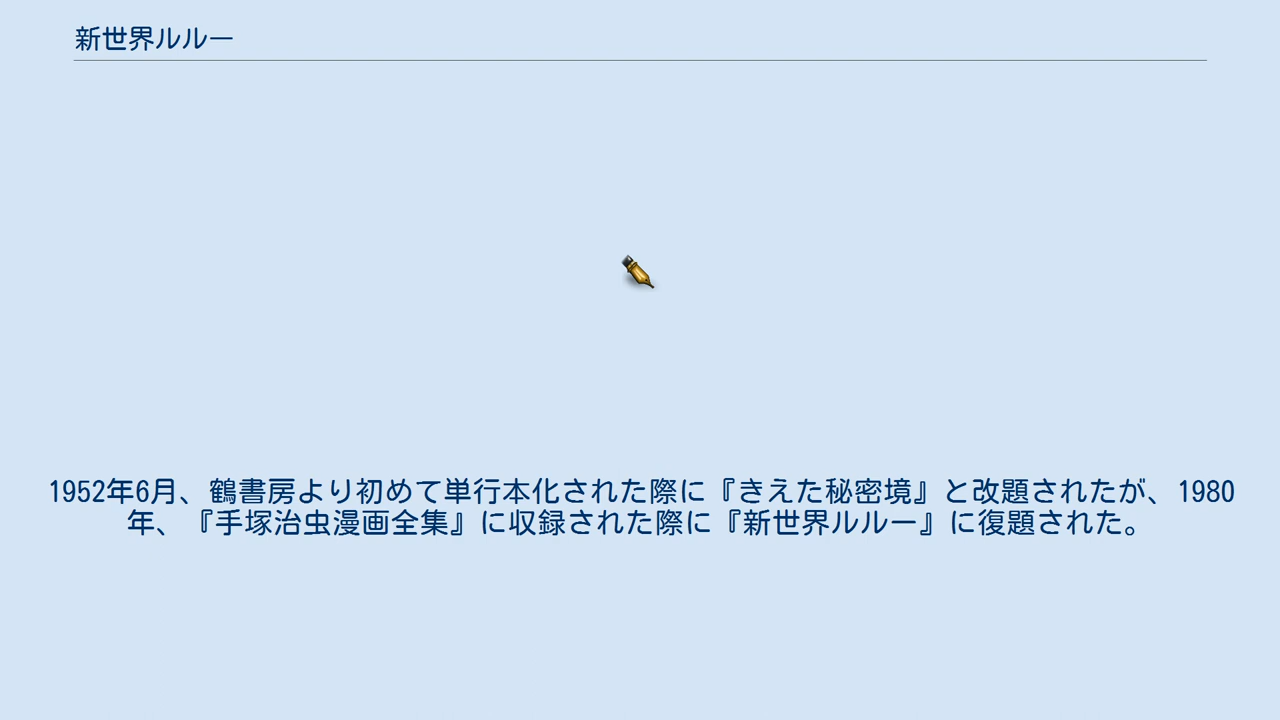 新世界ルルー
1952年6月、鶴書房より初めて単行本化された際に『きえた秘密境』と改題されたが、1980
年、『手塚治虫漫画全集』に収録された際に『新世界ルルー』に復題された。